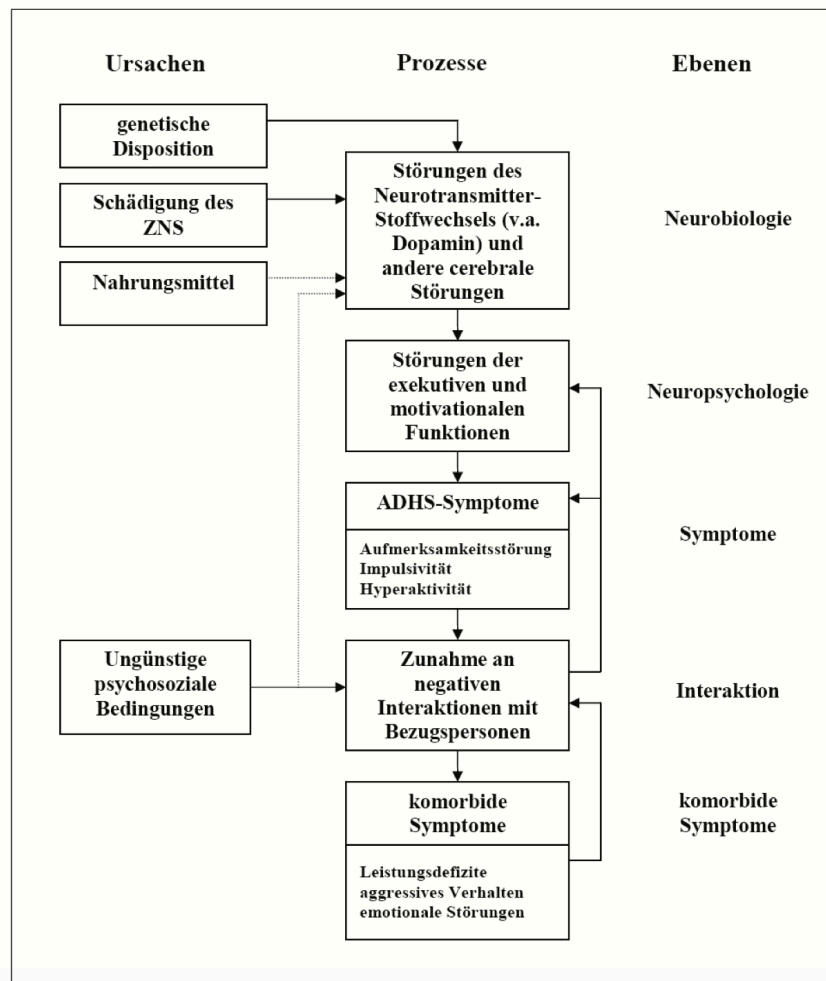 Ursachen
Prozesse
Ebenen
genetische
Disposition
Schädigung des
ZNS
Nahrungsmittel
Störungen des
Neurotransmitter-
Stoffwechsels (v.a.
Dopamin) und
andere cerebrale
Störungen
Neurobiologie
Störungen der
exekutiven und
motivationalen
Funktionen
Neuropsychologie
ADHS-Symptome
Aufmerksamkeitsstörung
Impulsivität
Hyperaktivität
Symptome
Ungünstige
psychosoziale
Bedingungen
Zunahme an
negativen
Interaktionen mit
Bezugspersonen
Interaktion
komorbide
Symptome
Leistungsdefizite
aggressives Verhalten
emotionale Störungen
komorbide
Symptome